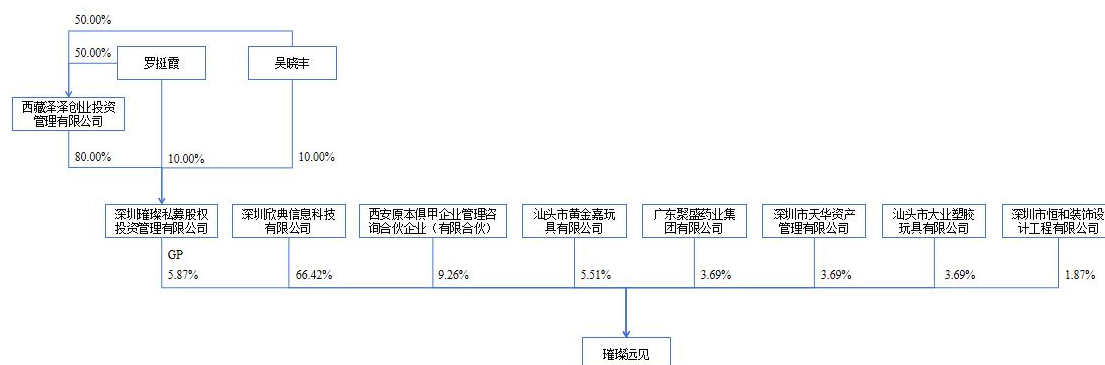 50.00%
50.00%
罗挺霞
吴晓丰
西藏泽泽创业投资
管理有限公司
80.00%
10.00%
10.00%
深圳璀璨私募股权
投资管理有限公司
深圳欣典信息科技
有限公司
西安原本俱甲企业管理咨
询合伙企业（有限合伙）
汕头市黄金嘉玩
具有限公司
广东聚盛药业集
团有限公司
深圳市天华资产
管理有限公司
汕头市大业塑胶
玩具有限公司
深圳市恒和装饰设
计工程有限公司
GP
5.87%
66.42%
9.26%
5.51%
3.69%
3.69%
3.69%
1.87%
璀璨远见